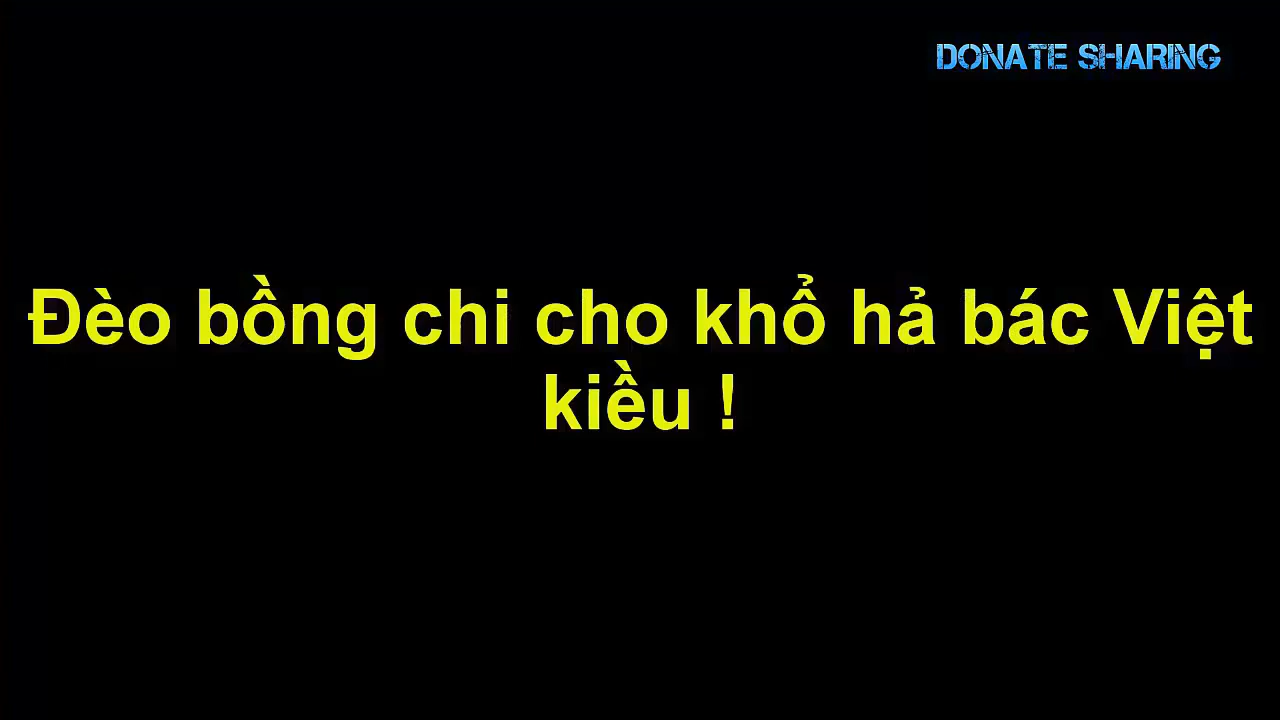 DONATE SHARING
Đèo bồng chi cho khổ hả bác Việt
kiều !